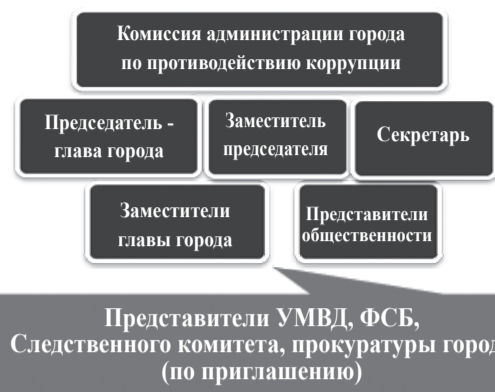 Комиссия администрации города
по противодействию коррупции
Председатель -
глава города
Заместитель
председателя
Секретарь
Заместители
главы города
Представители
общественности
Представители УМВД, ФСБ,
Следственного комитета, прокуратуры город
(по приглашению)